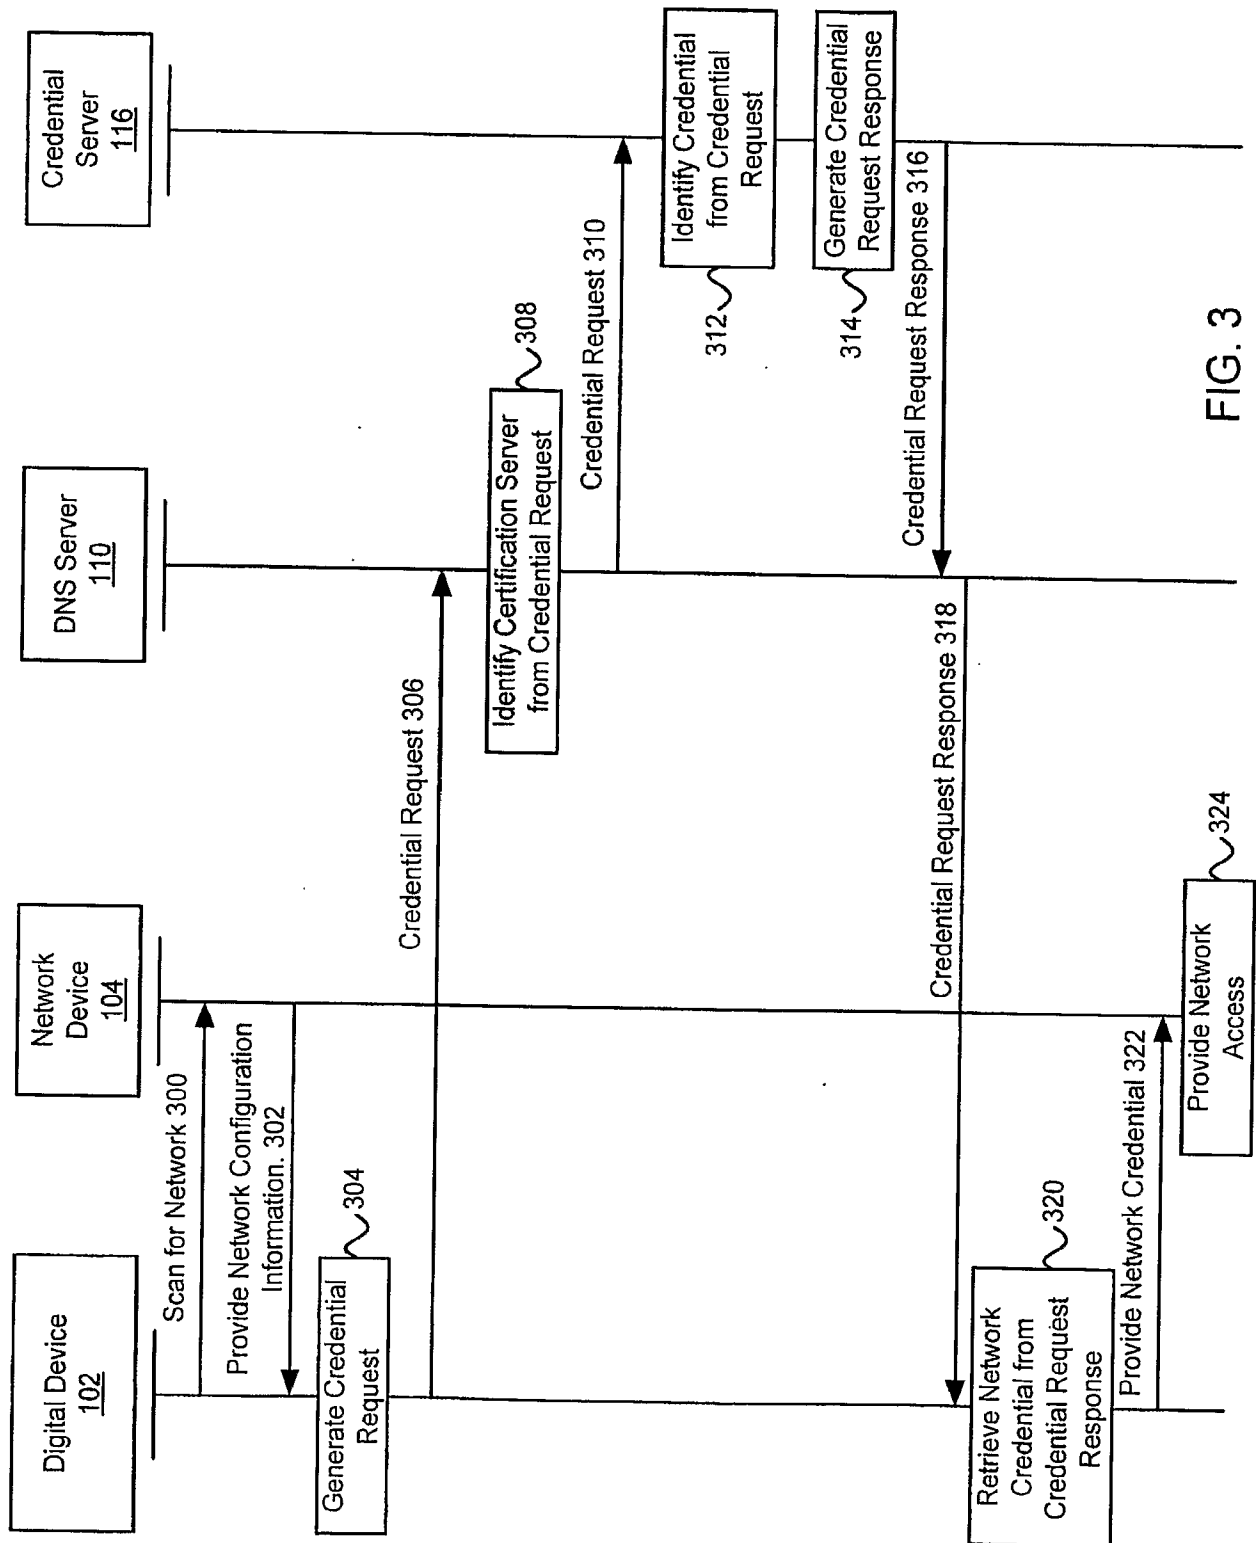 Digital Device
102
Network
Device
104
DNS Server
110
Credential
Server
116
Scan for Network 300
Provide Network Configuration
Information. 302
Generate Credential
Request
304
Credential Request 306
Identify Certification Server
from Credential Request
308
Credential Request 310
Identify Credential
from Credential
Request
312
Generate Credential
Request Response
314
Credential Request Response 316
Credential Request Response 318
Retrieve Network
Credential from
Credential Request
Response
320
Provide Network Credential 322
Provide Network
Access
324
FIG. 3